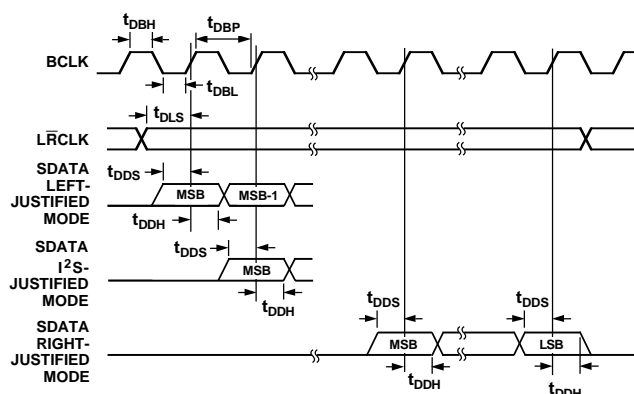 tDBH
tDBP
BCLK
tDBL
tDLS
LRCLK
SDATA
LEFT-
JUSTIFIED
MODE
tDDS
MSB
MSB-1
tDDH
SDATA
I²S-
JUSTIFIED
MODE
tDDS
MSB
tDDH
SDATA
RIGHT-
JUSTIFIED
MODE
tDDS
MSB
tDDH
tDDS
LSB
tDDH